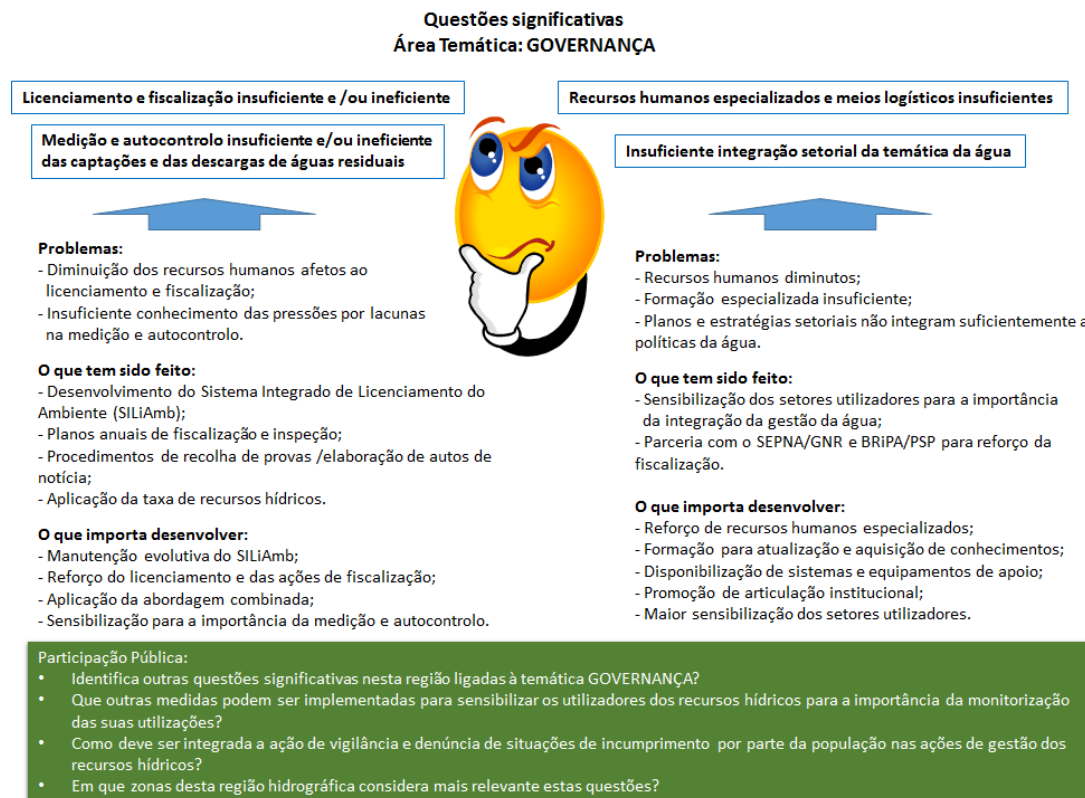 Questões significativas
Área Temática: GOVERNANÇA
Licenciamento e fiscalização insuficiente e /ou ineficiente
Medição e autocontrolo insuficiente e/ou ineficiente
das captações e das descargas de águas residuais
Problemas:
- Diminuição dos recursos humanos afetos ao
licenciamento e fiscalização;
- Insuficiente conhecimento das pressões por lacunas
na medição e autocontrolo.
O que tem sido feito:
- Desenvolvimento do Sistema Integrado de Licenciamento do
Ambiente (SILiAmb);
- Planos anuais de fiscalização e inspeção;
- Procedimentos de recolha de provas /elaboração de autos de
notícia;
- Aplicação da taxa de recursos hídricos.
O que importa desenvolver:
- Manutenção evolutiva do SILiAmb;
- Reforço do licenciamento e das ações de fiscalização;
- Aplicação da abordagem combinada;
- Sensibilização para a importância da medição e autocontrolo.
Recursos humanos especializados e meios logísticos insuficientes
Insuficiente integração setorial da temática da água
Problemas:
- Recursos humanos diminutos;
- Formação especializada insuficiente;
- Planos e estratégias setoriais não integram suficientemente a
políticas da água.
O que tem sido feito:
- Sensibilização dos setores utilizadores para a importância
da integração da gestão da água;
- Parceria com o SEPNA/GNR e BRiPA/PSP para reforço da
fiscalização.
O que importa desenvolver:
- Reforço de recursos humanos especializados;
- Formação para atualização e aquisição de conhecimentos;
- Disponibilização de sistemas e equipamentos de apoio;
- Promoção de articulação institucional;
- Maior sensibilização dos setores utilizadores.
Participação Pública:
• Identifica outras questões significativas nesta região ligadas à temática GOVERNANÇA?
• Que outras medidas podem ser implementadas para sensibilizar os utilizadores dos recursos hídricos para a importância da monitorização
das suas utilizações?
• Como deve ser integrada a ação de vigilância e denúncia de situações de incumprimento por parte da população nas ações de gestão dos
recursos hídricos?
• Em que zonas desta região hidrográfica considera mais relevante estas questões?